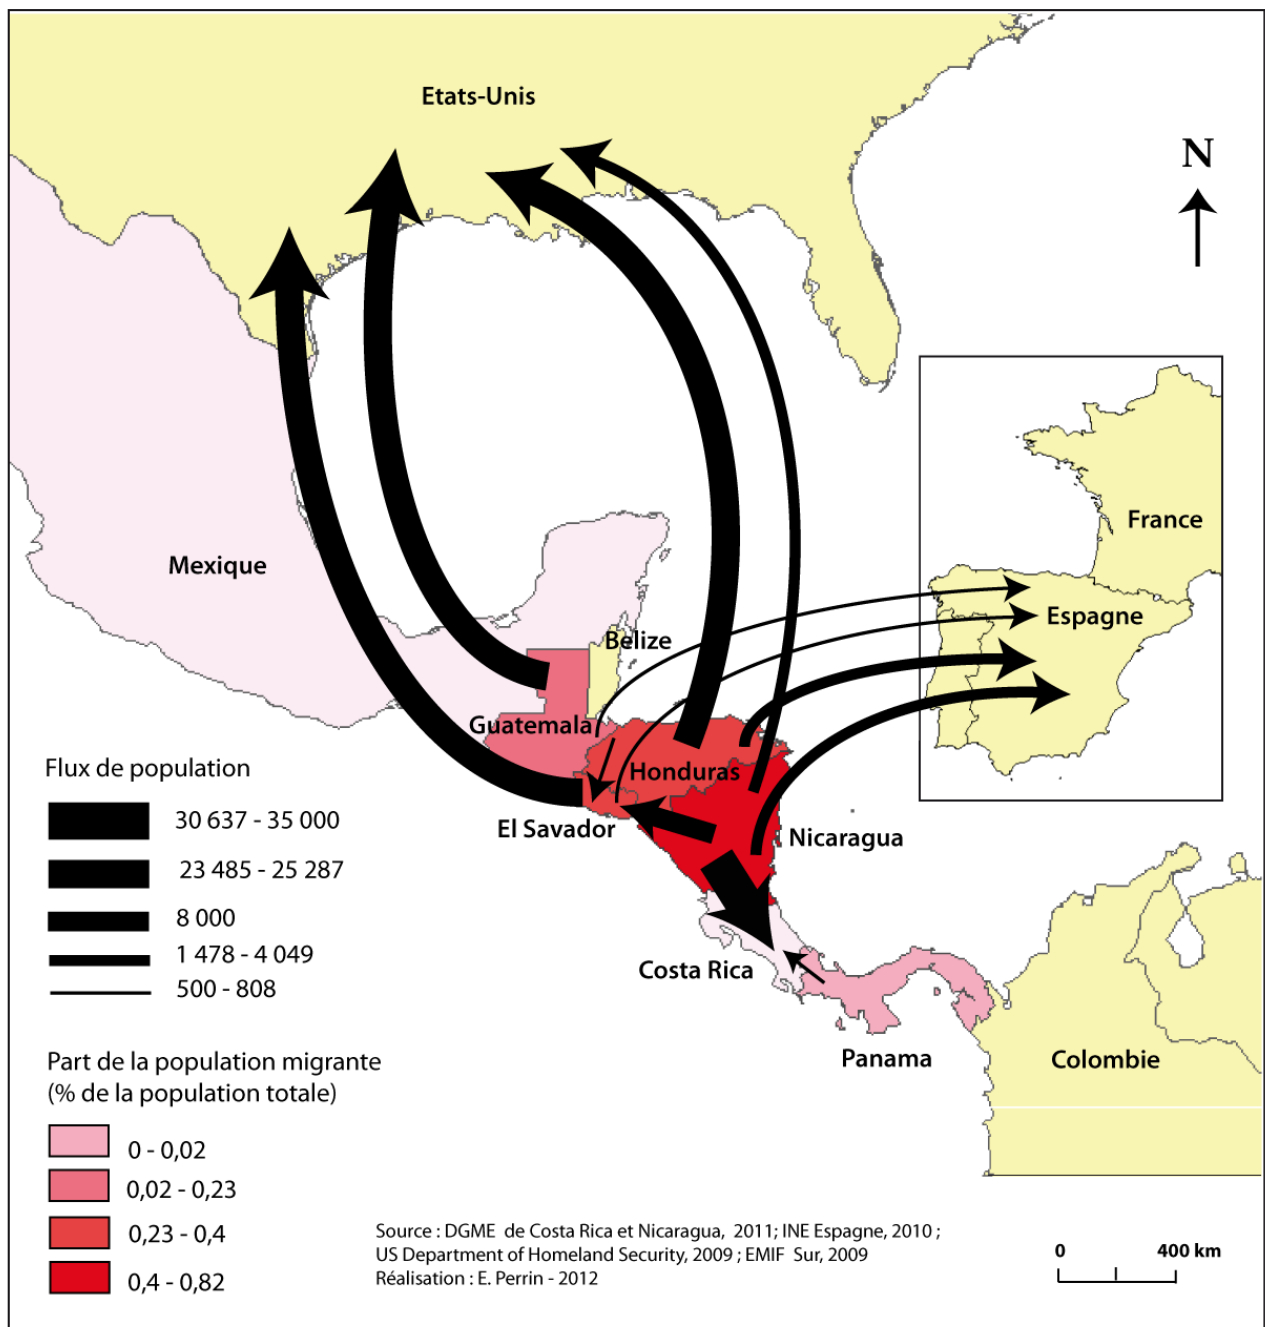 Etats-Unis
N
France
Mexique
Espagne
Belize
Guatemala
Honduras
El Savador
Nicaragua
Costa Rica
Panama
Colombie
Flux de population
30 637 - 35 000
23 485 - 25 287
8 000
1 478 - 4 049
500 - 808
Part de la population migrante
(% de la population totale)
0 - 0,02
0,02 - 0,23
0,23 - 0,4
0,4 - 0,82
Source : DGME de Costa Rica et Nicaragua, 2011; INE Espagne, 2010 ;
US Department of Homeland Security, 2009 ; EMIF Sur, 2009
Réalisation : E. Perrin - 2012
0 400 km